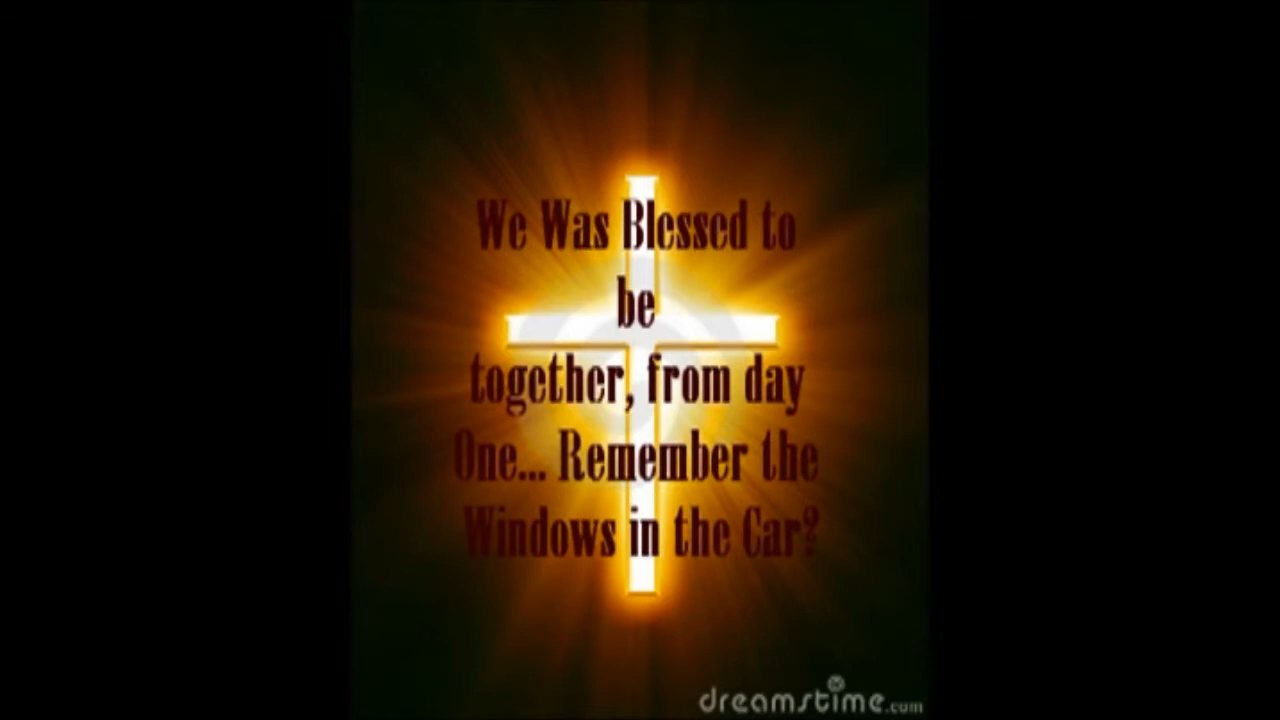 We Was Blessed to
be
together, from day
One... Remember the
Windows in the Car?
dreamstime.com